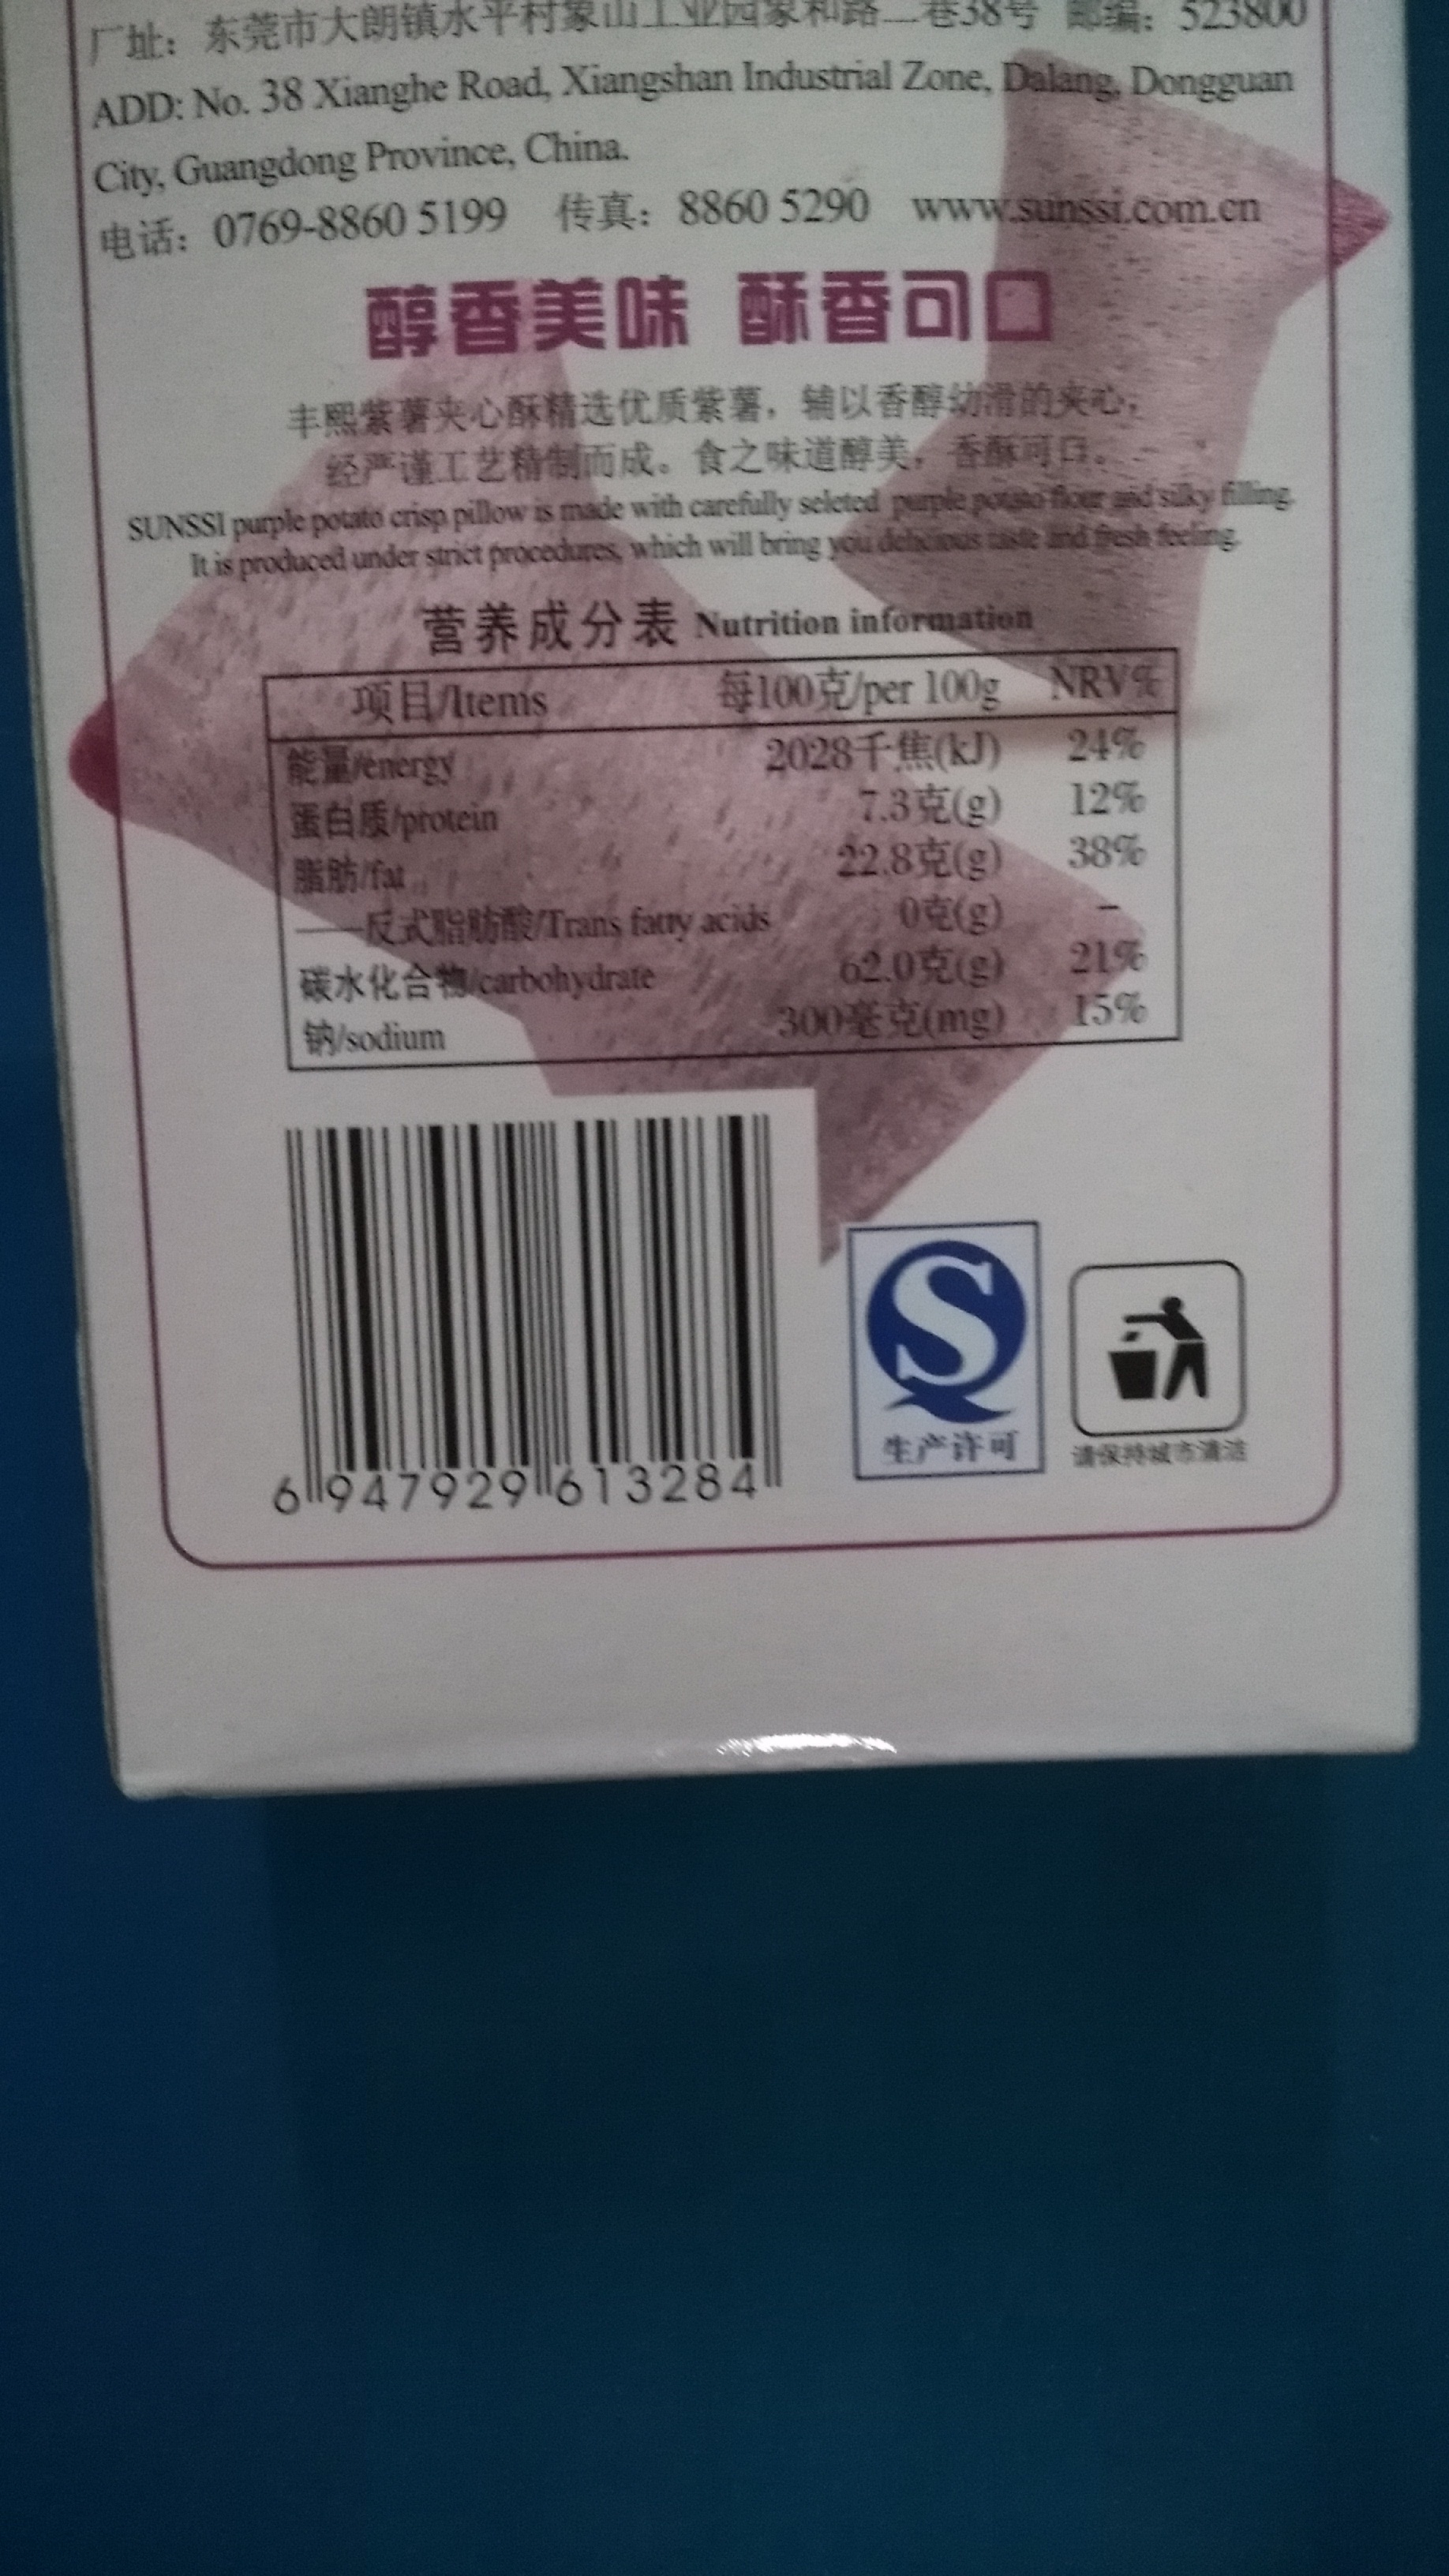 厂址：东莞市大朗镇水平村象山工业园象和路二巷38号 邮编：523800
ADD: No. 38 Xianghe Road, Xiangshan Industrial Zone, Dalang, Dongguan
City, Guangdong Province, China.
电话：0769-8860 5199 传真：8860 5290 www.sunssi.com.cn
醇香美味 酥香可口
丰熙紫薯夹心酥精选优质紫薯，辅以香醇幼滑的夹心；
经严谨工艺精制而成。食之味道醇美，香酥可口。
SUNSSI purple potato crisp pillow is made with carefully seleted purple potato flour and silky filling.
It is produced under strict procedures, which will bring you delicious taste and fresh feeling.
营养成分表 Nutrition information
项目/Items 每100克/per 100g NRV%
能量/energy 2028千焦(kJ) 24%
蛋白质/protein 7.3克(g) 12%
脂肪/fat 22.8克(g) 38%
——反式脂肪酸/Trans fatty acids 0克(g) –
碳水化合物/carbohydrate 62.0克(g) 21%
钠/sodium 300毫克(mg) 15%
生产许可
请保持城市清洁
6 947929 613284